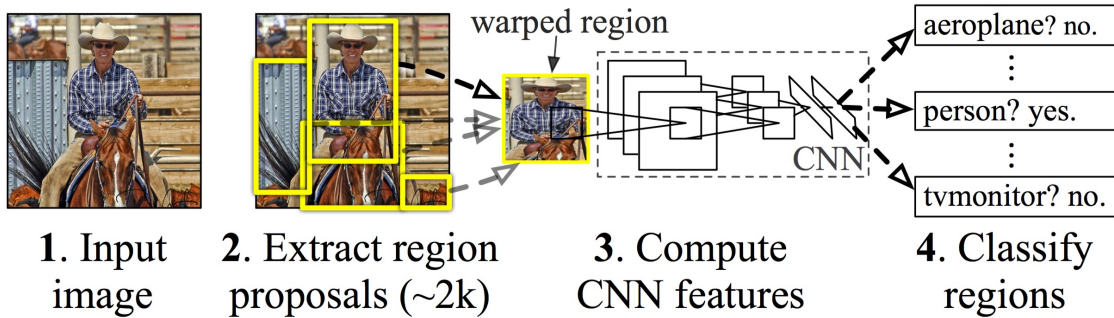 warped region
aeroplane? no.
⋮
person? yes.
⋮
tvmonitor? no.
CNN
1. Input
image
2. Extract region
proposals (~2k)
3. Compute
CNN features
4. Classify
regions